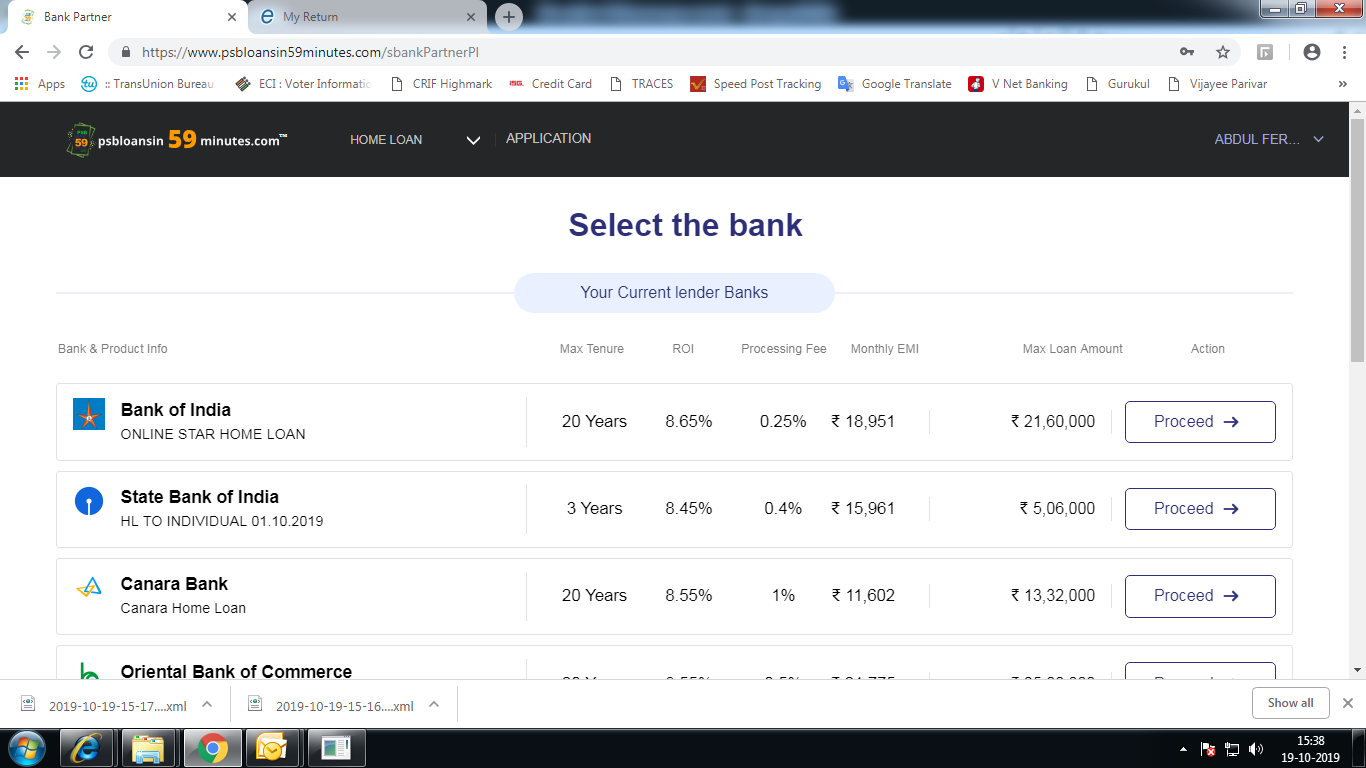 Bank Partner
My Return
https://www.psbloansin59minutes.com/sbankPartnerPl
Apps
:: TransUnion Bureau
ECI : Voter Informatic
CRIF Highmark
Credit Card
TRACES
Speed Post Tracking
Google Translate
V Net Banking
Gurukul
Vijayee Parivar
psbloansin 59 minutes.com™
HOME LOAN
APPLICATION
ABDUL FER...
Select the bank
Your Current lender Banks
Bank & Product Info Max Tenure ROI Processing Fee Monthly EMI Max Loan Amount Action
Bank of India
ONLINE STAR HOME LOAN
20 Years 8.65% 0.25% ₹ 18,951 ₹ 21,60,000 Proceed
State Bank of India
HL TO INDIVIDUAL 01.10.2019
3 Years 8.45% 0.4% ₹ 15,961 ₹ 5,06,000 Proceed
Canara Bank
Canara Home Loan
20 Years 8.55% 1% ₹ 11,602 ₹ 13,32,000 Proceed
Oriental Bank of Commerce
2019-10-19-15-17....xml
2019-10-19-15-16....xml
Show all
15:38
19-10-2019